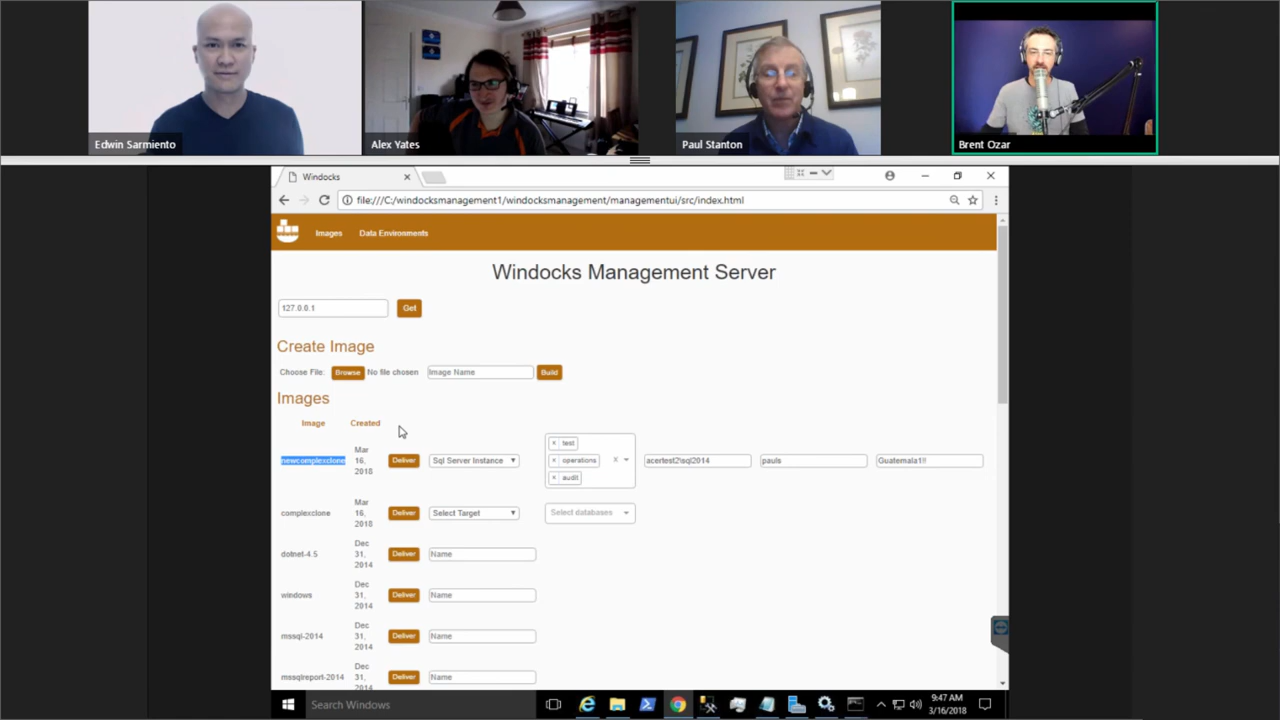 Edwin Sarmiento
Alex Yates
Paul Stanton
Brent Ozar
Windocks
file:///C:/windocksmanagement1/windocksmanagement/managementui/src/index.html
Images Data Environments
Windocks Management Server
127.0.0.1 Get
Create Image
Choose File: Browse No file chosen Image Name Build
Images
Image Created
newcomplexclone Mar 16, 2018 Deliver Sql Server Instance × test × operations × audit x acertest2\sql2014 pauls Guatemala1!!
complexclone Mar 16, 2018 Deliver Select Target Select databases
dotnet-4.5 Dec 31, 2014 Deliver Name
windows Dec 31, 2014 Deliver Name
mssql-2014 Dec 31, 2014 Deliver Name
mssqlreport-2014 Dec 31, 2014 Deliver Name
Search Windows
9:47 AM
3/16/2018